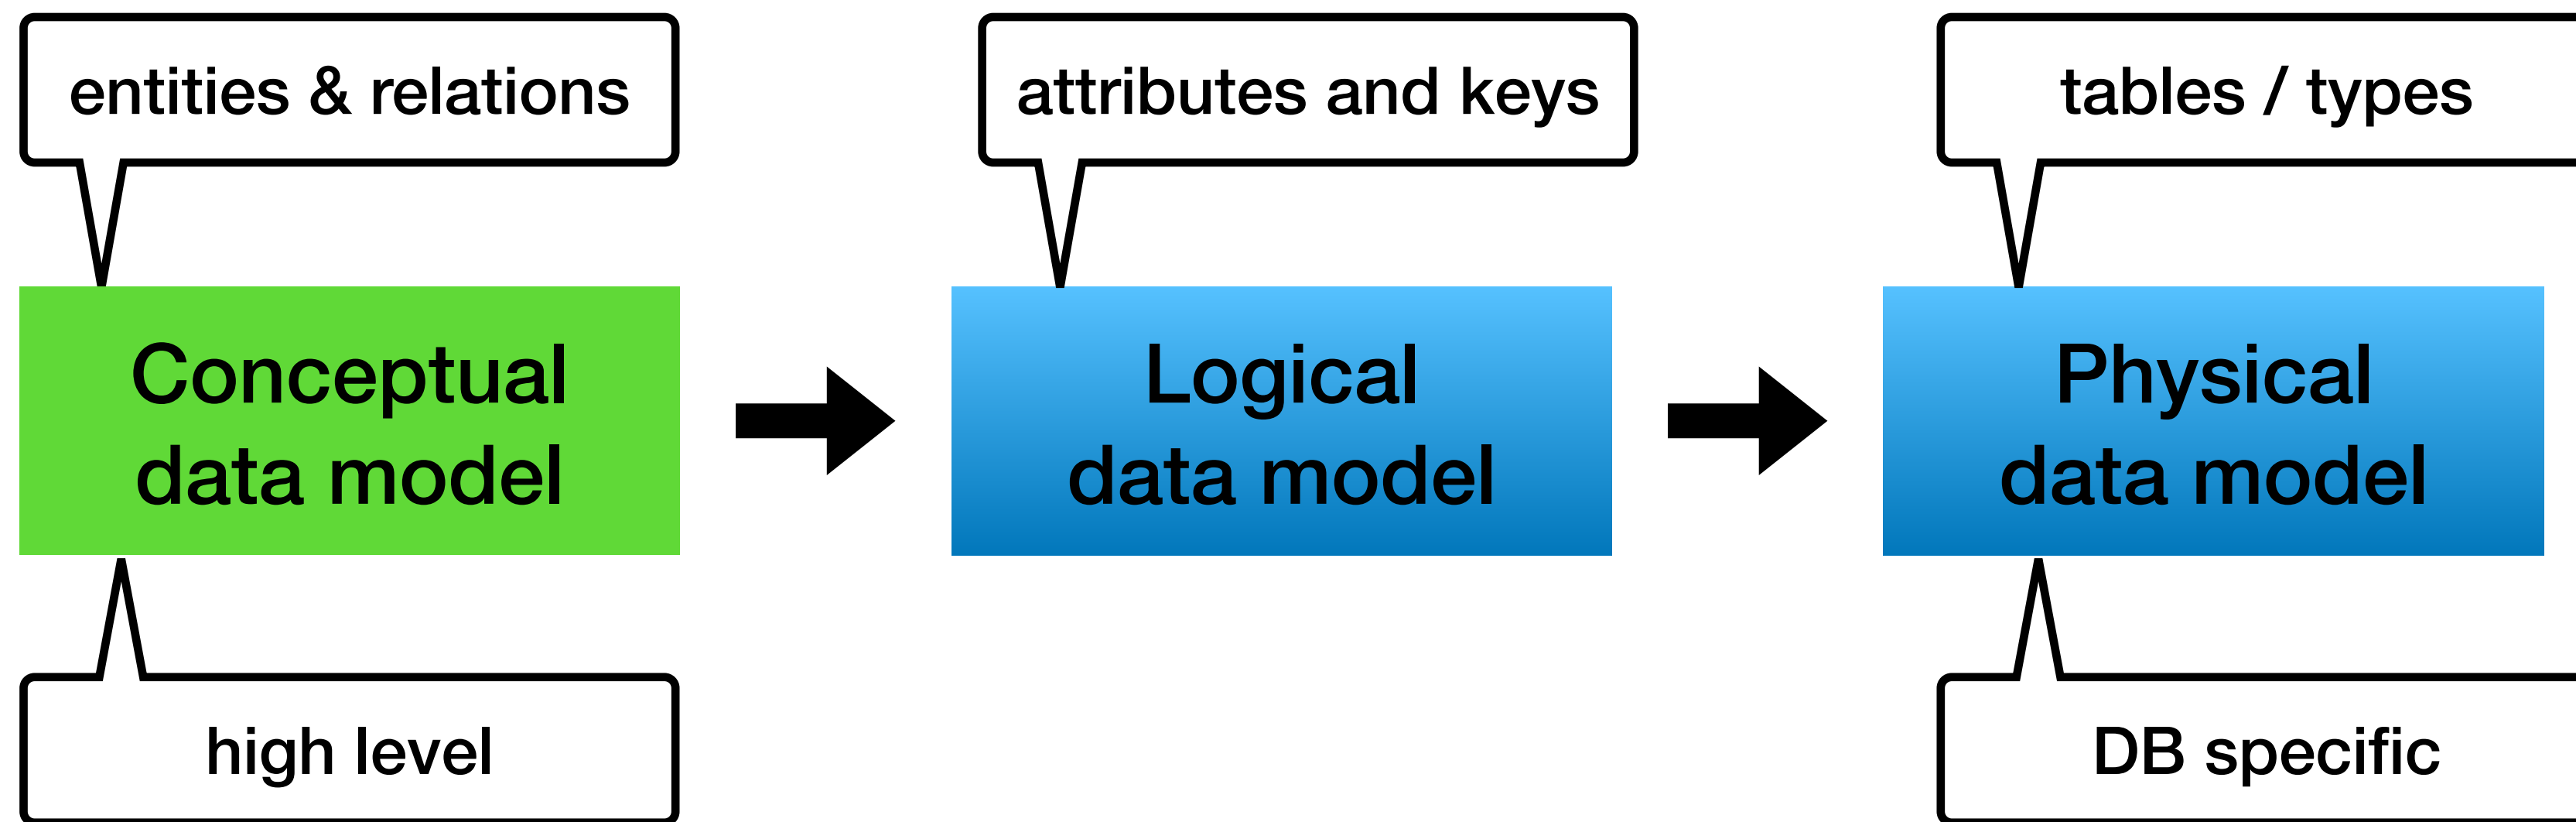 entities & relations
attributes and keys
tables / types
Conceptual
data model
Logical
data model
Physical
data model
high level
DB specific